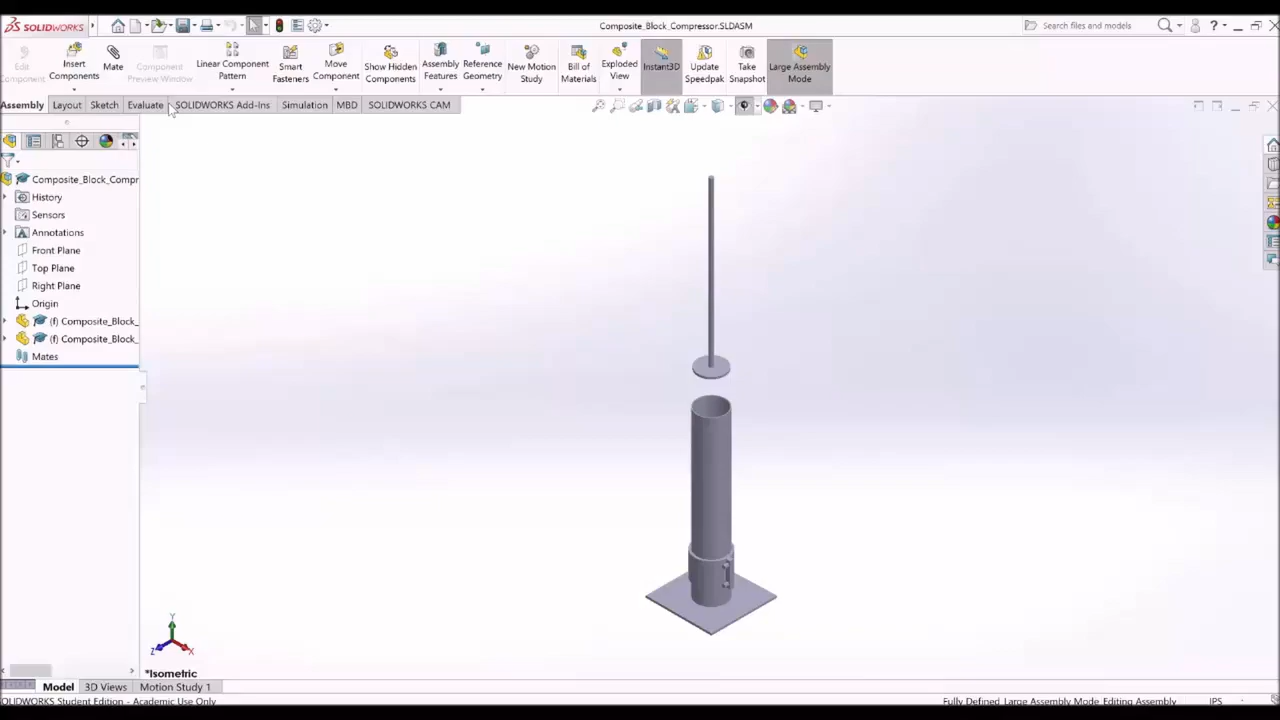 SOLIDWORKS
Composite_Block_Compressor.SLDASM
Search files and models
?
Edit Component
Insert Components
Mate
Component Preview Window
Linear Component Pattern
Smart Fasteners
Move Component
Show Hidden Components
Assembly Features
Reference Geometry
New Motion Study
Bill of Materials
Exploded View
Instant3D
Update Speedpak
Take Snapshot
Large Assembly Mode
Assembly
Layout
Sketch
Evaluate
SOLIDWORKS Add-Ins
Simulation
MBD
SOLIDWORKS CAM
Composite_Block_Compr
History
Sensors
Annotations
Front Plane
Top Plane
Right Plane
Origin
(f) Composite_Block_
(f) Composite_Block_
Mates
Y
Z
X
*Isometric
Model
3D Views
Motion Study 1
OLIDWORKS Student Edition - Academic Use Only
Fully Defined Large Assembly Mode Editing Assembly
IPS